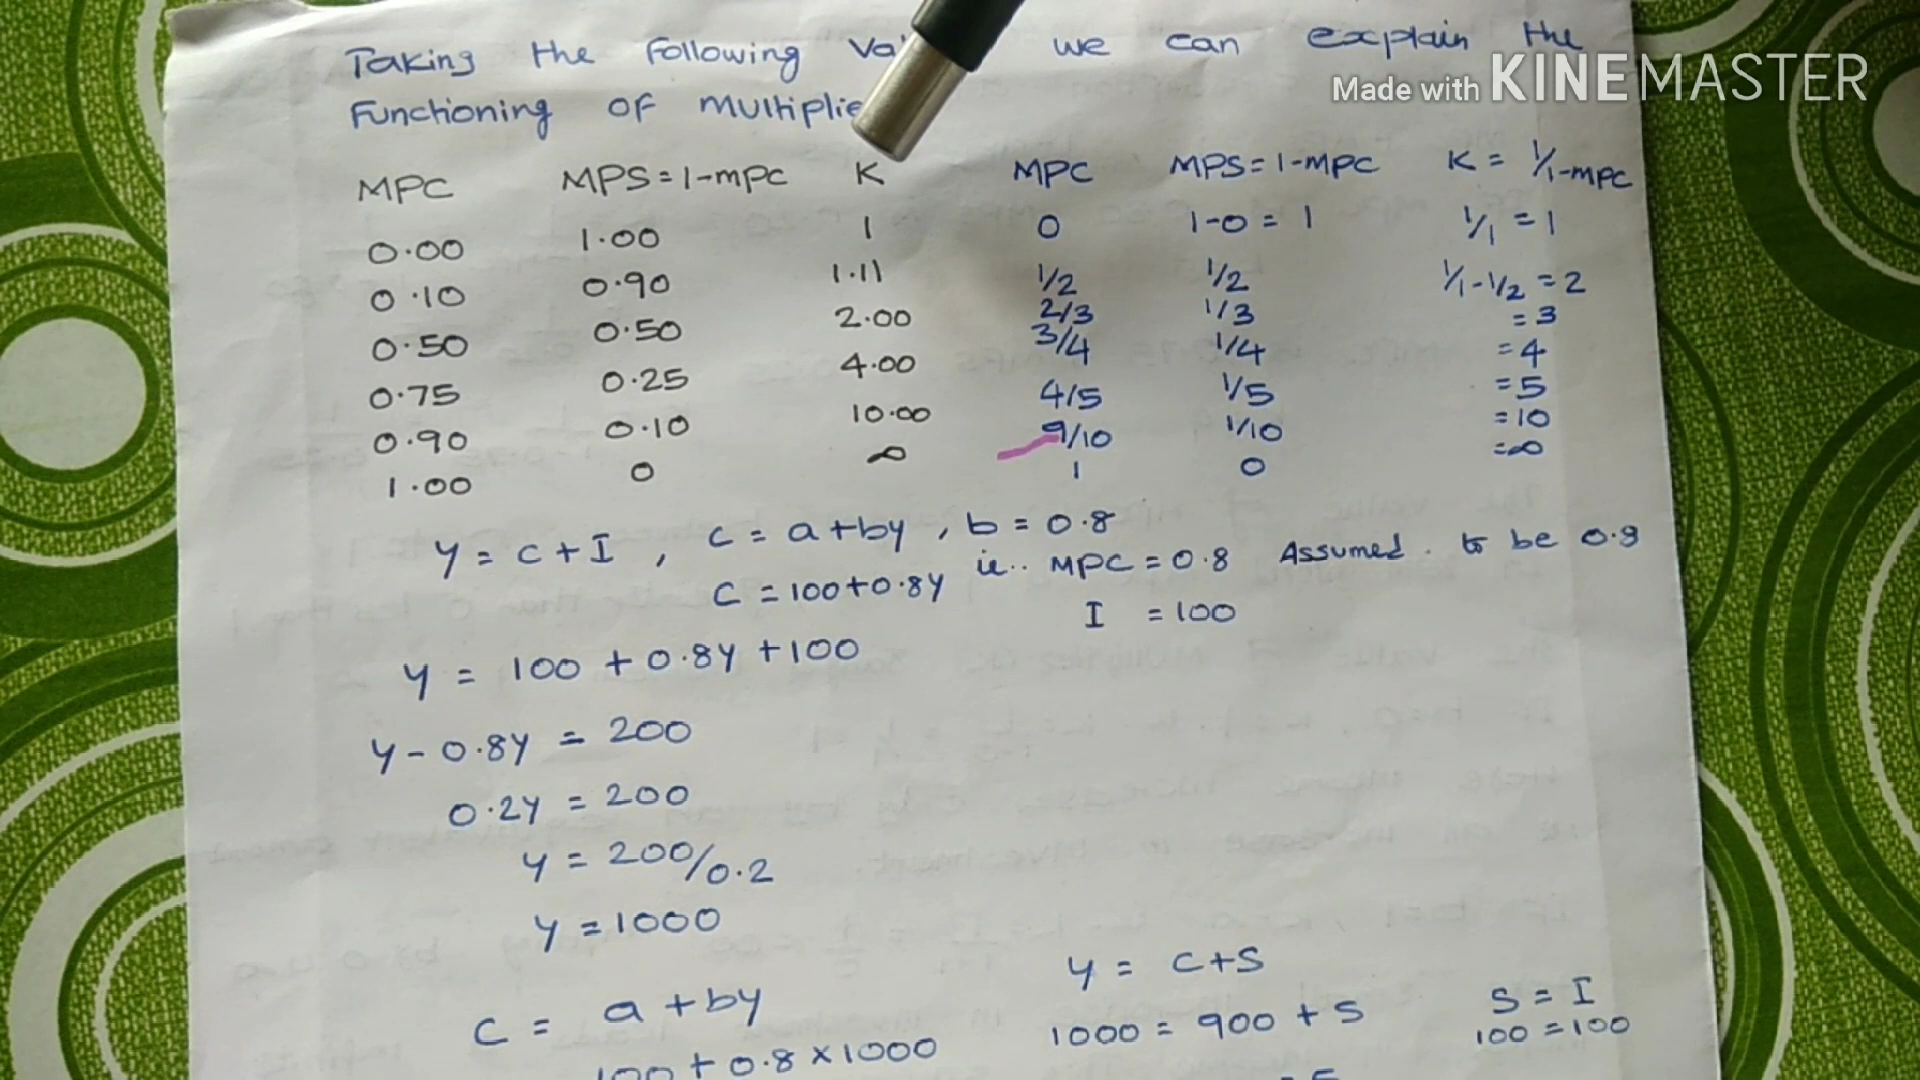 Taking the Following we can explain the
Made with KINEMASTER
Functioning of
MPC MPS = 1-mpc K MPC MPS = 1-mpc K = 1/1-mpc
0.00 1.00 1 0 1-0 = 1 1/1 = 1
0.10 0.90 1.11 1/2 1/2 1/1-1/2 = 2
0.50 0.50 2.00 2/3 1/3 = 3
0.75 0.25 4.00 3/4 1/4 = 4
0.90 0.10 10.00 4/5 1/5 = 5
1.00 0 ∞ 9/10 1/10 = 10
1 0 = ∞
y = c + I , c = a + by , b = 0.8
c = 100 + 0.8y ie.. MPC = 0.8 Assumed. to be
I = 100
y = 100 + 0.8y + 100
y - 0.8y = 200
0.2y = 200
y = 200/0.2
y = 1000
y = c + s
c = a + by
s = I
1000 = 900 + s
100 = 100
100 + 0.8 x 1000